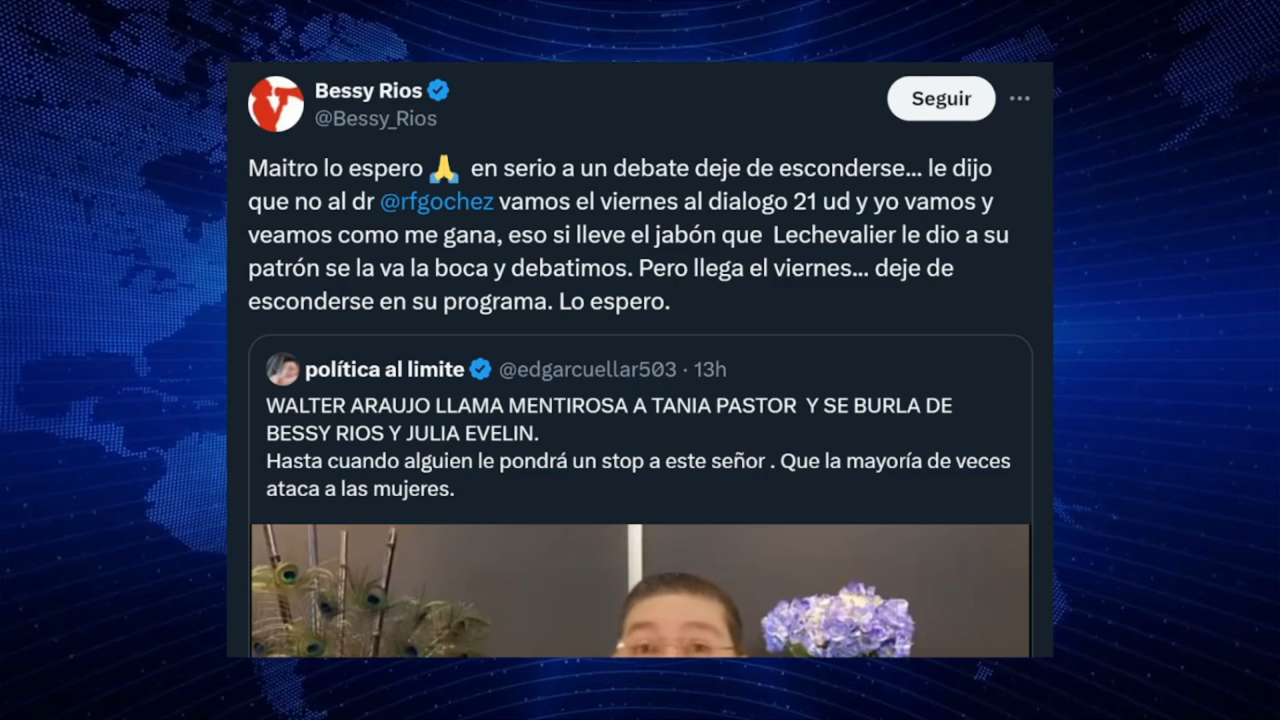 Bessy Rios
@Bessy_Rios
Seguir
Maitro lo espero 🙏 en serio a un debate deje de esconderse... le dijo
que no al dr @rfgochez vamos el viernes al dialogo 21 ud y yo vamos y
veamos como me gana, eso si lleve el jabón que Lechevalier le dio a su
patrón se la va la boca y debatimos. Pero llega el viernes... deje de
esconderse en su programa. Lo espero.
política al limite @edgarcuellar503 · 13h
WALTER ARAUJO LLAMA MENTIROSA A TANIA PASTOR Y SE BURLA DE
BESSY RIOS Y JULIA EVELIN.
Hasta cuando alguien le pondrá un stop a este señor . Que la mayoría de veces
ataca a las mujeres.